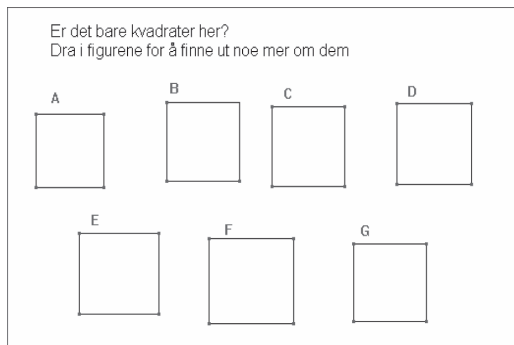 Er det bare kvadrater her?
Dra i figurene for å finne ut noe mer om dem
A
B
C
D
E
F
G